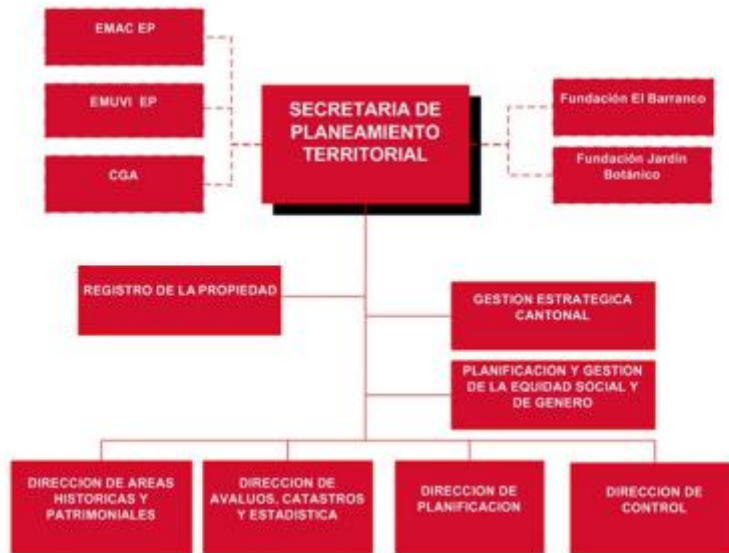 EMAC EP
EMUVI EP
CGA
SECRETARIA DE
PLANEAMIENTO
TERRITORIAL
Fundación El Barranco
Fundación Jardín
Botánico
REGISTRO DE LA PROPIEDAD
GESTION ESTRATEGICA
CANTONAL
PLANIFICACIÓN Y GESTION
DE LA EQUIDAD SOCIAL Y
DE GENERO
DIRECCION DE AREAS
HISTORICAS Y
PATRIMONIALES
DIRECCION DE
AVALUOS, CATASTROS
Y ESTADISTICA
DIRECCION DE
PLANIFICACION
DIRECCION DE
CONTROL